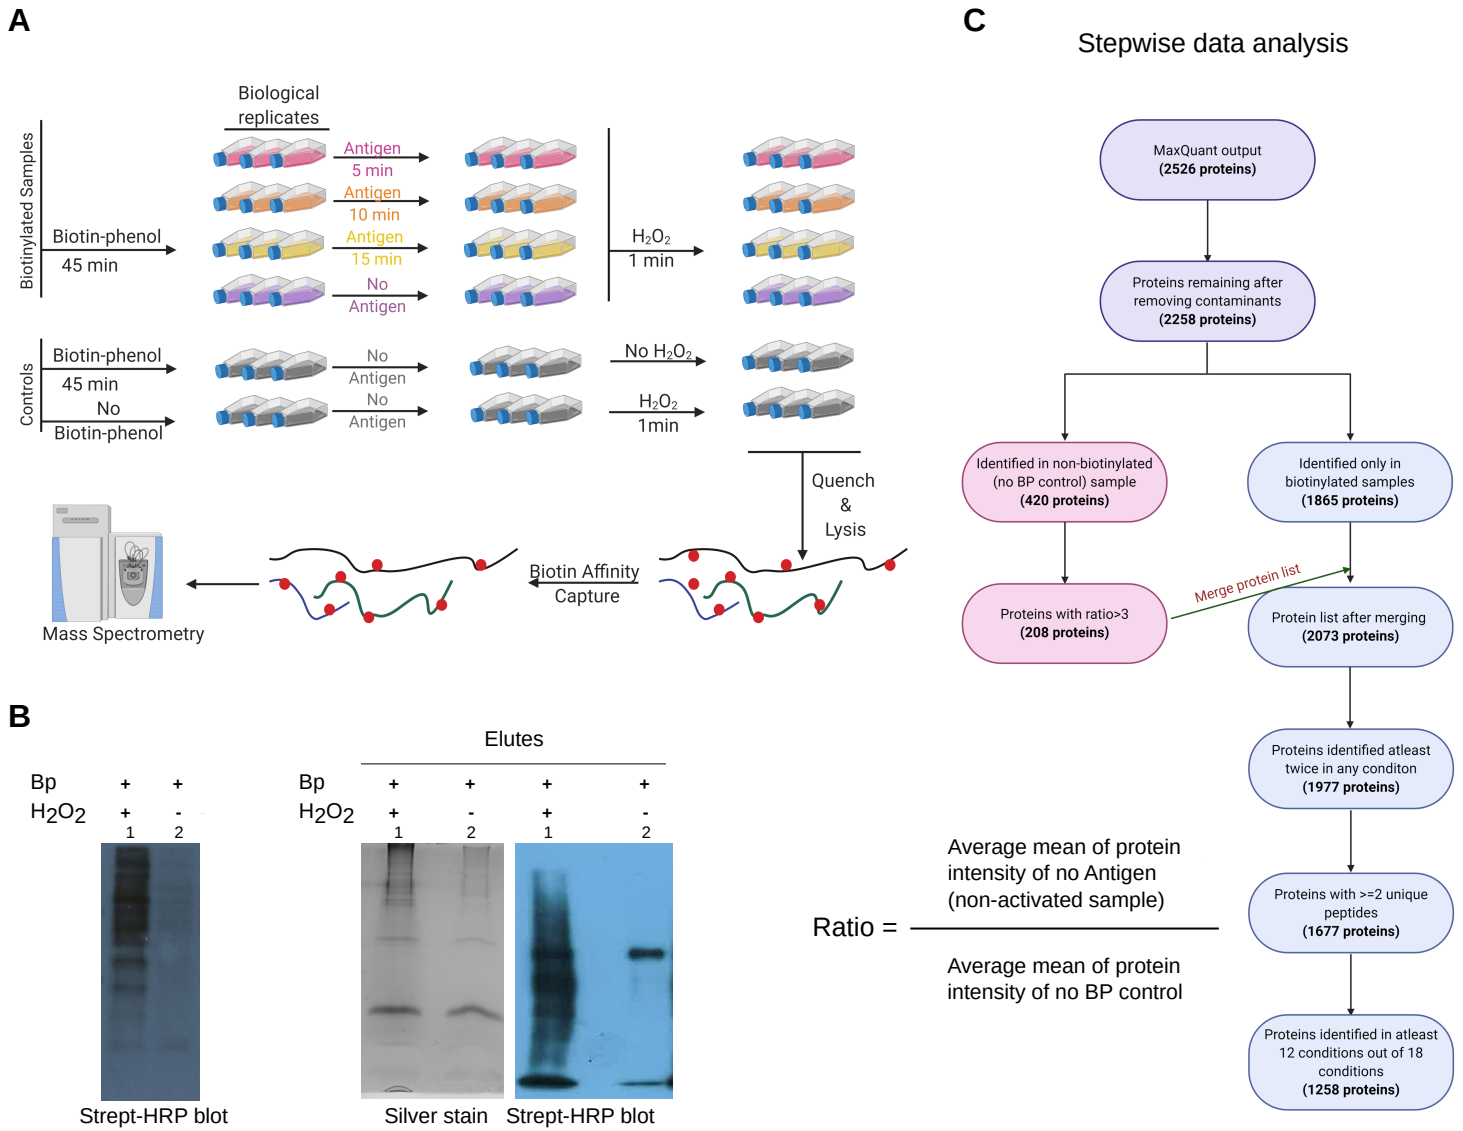 A
Biological
replicates
Biotinylated Samples
Biotin-phenol
45 min
Antigen
5 min
Antigen
10 min
Antigen
15 min
No
Antigen
H₂O₂
1 min
Controls
Biotin-phenol
45 min
No
Biotin-phenol
No
Antigen
No
Antigen
No H₂O₂
H₂O₂
1min
Quench
&
Lysis
Biotin Affinity
Capture
Mass Spectrometry
B
Bp + +
H₂O₂ + -
1 2
Strept-HRP blot
Elutes
Bp + + + +
H₂O₂ + - + -
1 2 1 2
Silver stain
Strept-HRP blot
C
Stepwise data analysis
MaxQuant output
(2526 proteins)
Proteins remaining after
removing contaminants
(2258 proteins)
Identified in non-biotinylated
(no BP control) sample
(420 proteins)
Identified only in
biotinylated samples
(1865 proteins)
Proteins with ratio>3
(208 proteins)
Merge protein list
Protein list after merging
(2073 proteins)
Proteins identified atleast
twice in any conditon
(1977 proteins)
Proteins with >=2 unique
peptides
(1677 proteins)
Proteins identified in atleast
12 conditions out of 18
conditions
(1258 proteins)
Ratio =
Average mean of protein
intensity of no Antigen
(non-activated sample)
Average mean of protein
intensity of no BP control